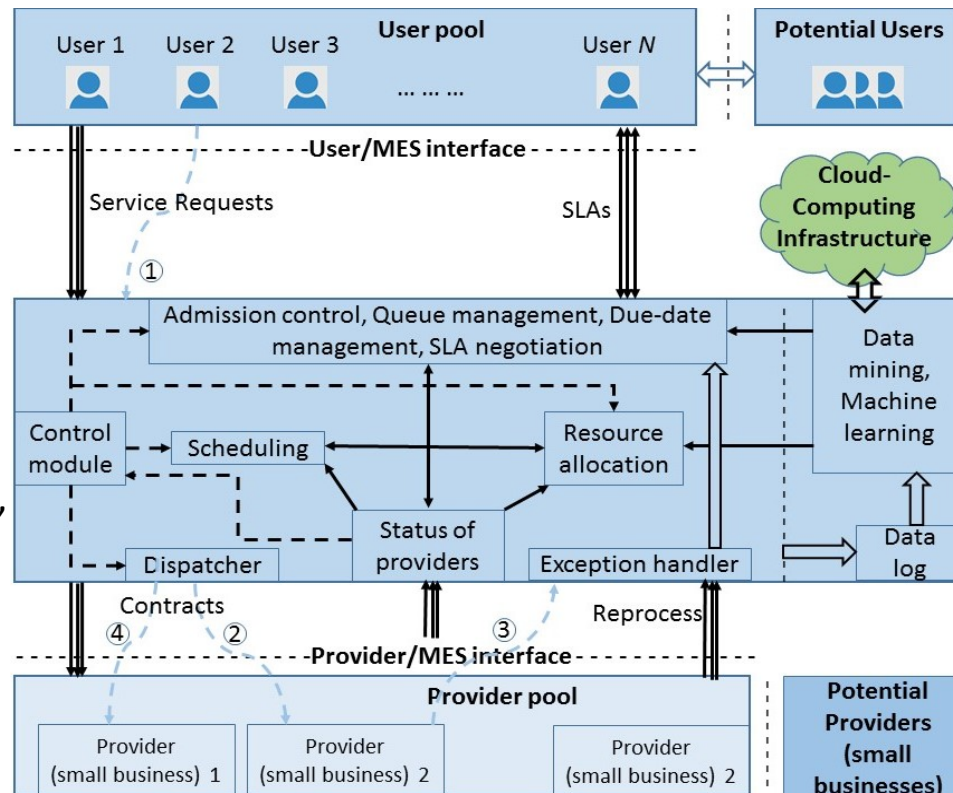 User pool
User 1
User 2
User 3
... ... ...
User N
Potential Users
User/MES interface
Service Requests
SLAs
Cloud-
Computing
Infrastructure
①
Admission control, Queue management, Due-date
management, SLA negotiation
Data
mining,
Machine
learning
Control
module
Scheduling
Resource
allocation
,
Status of
providers
Dispatcher
Exception handler
Data
log
Contracts
Reprocess
④
②
③
Provider/MES interface
Provider pool
Provider
(small business) 1
Provider
(small business) 2
Provider
(small business) 2
Potential
Providers
(small
businesses)